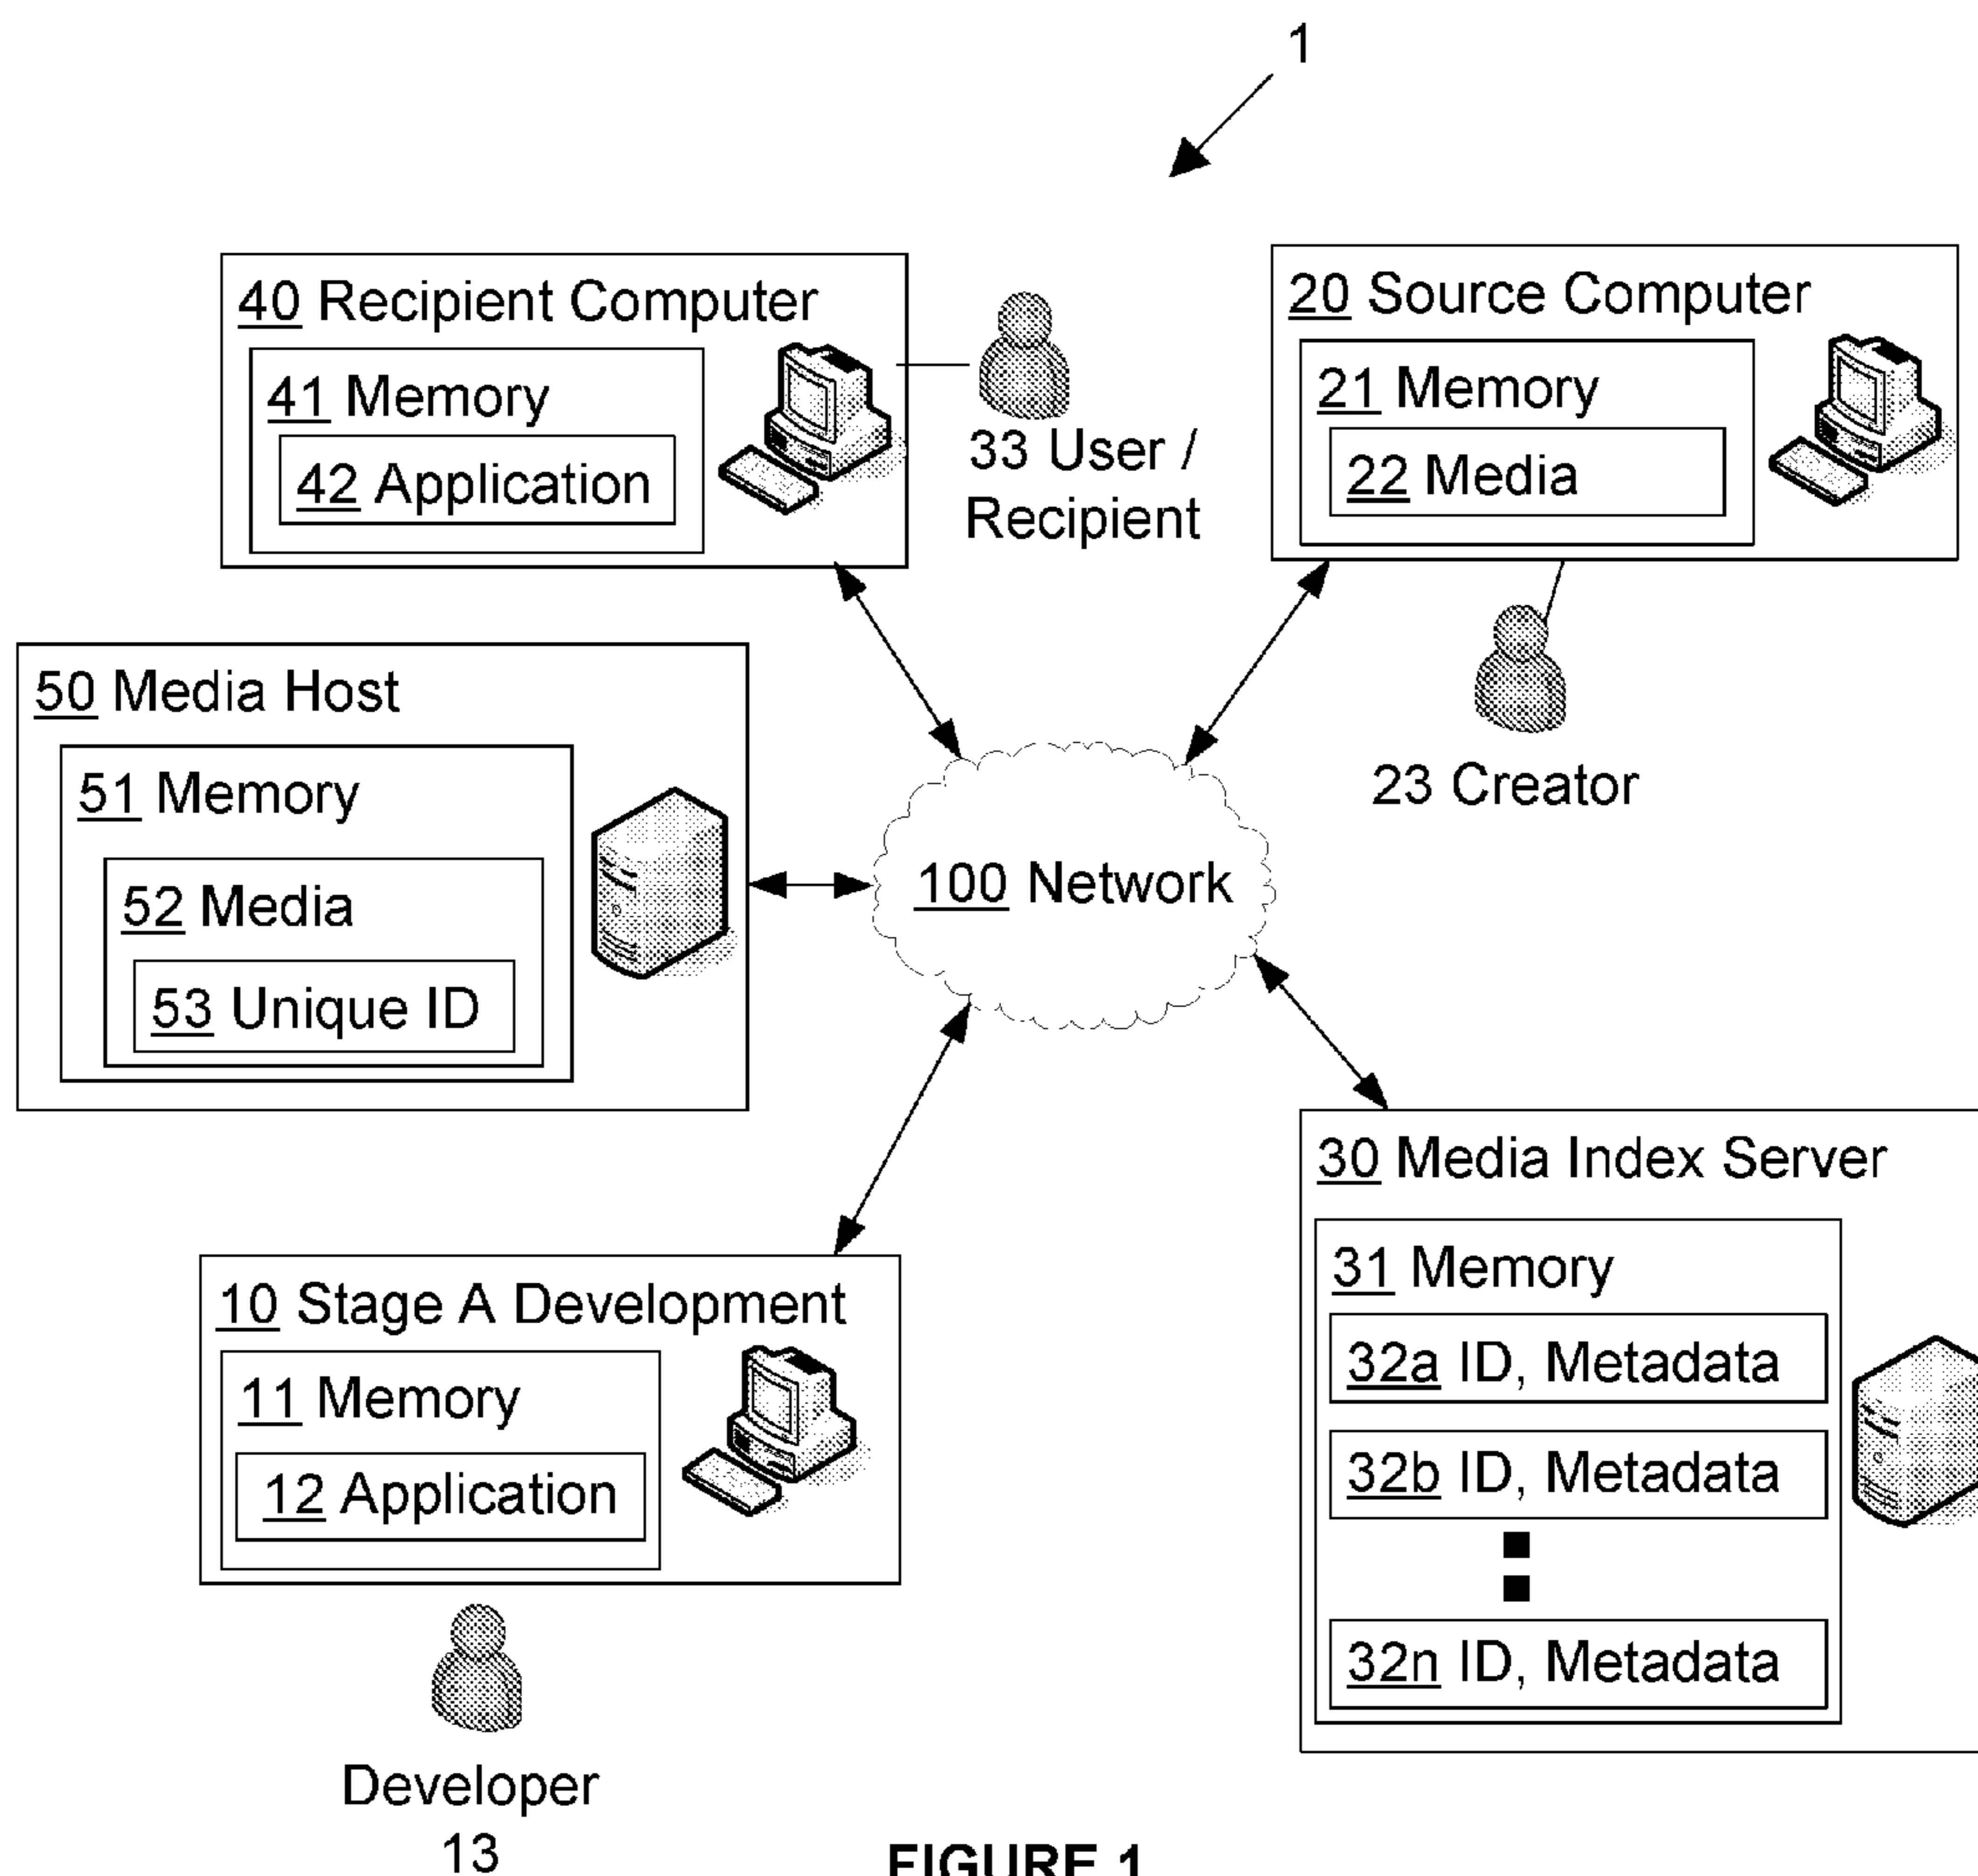 1
40 Recipient Computer
41 Memory
42 Application
33 User /
Recipient
20 Source Computer
21 Memory
22 Media
23 Creator
50 Media Host
51 Memory
52 Media
53 Unique ID
100 Network
10 Stage A Development
11 Memory
12 Application
Developer
13
30 Media Index Server
31 Memory
32a ID, Metadata
32b ID, Metadata
32n ID, Metadata
FIGURE 1